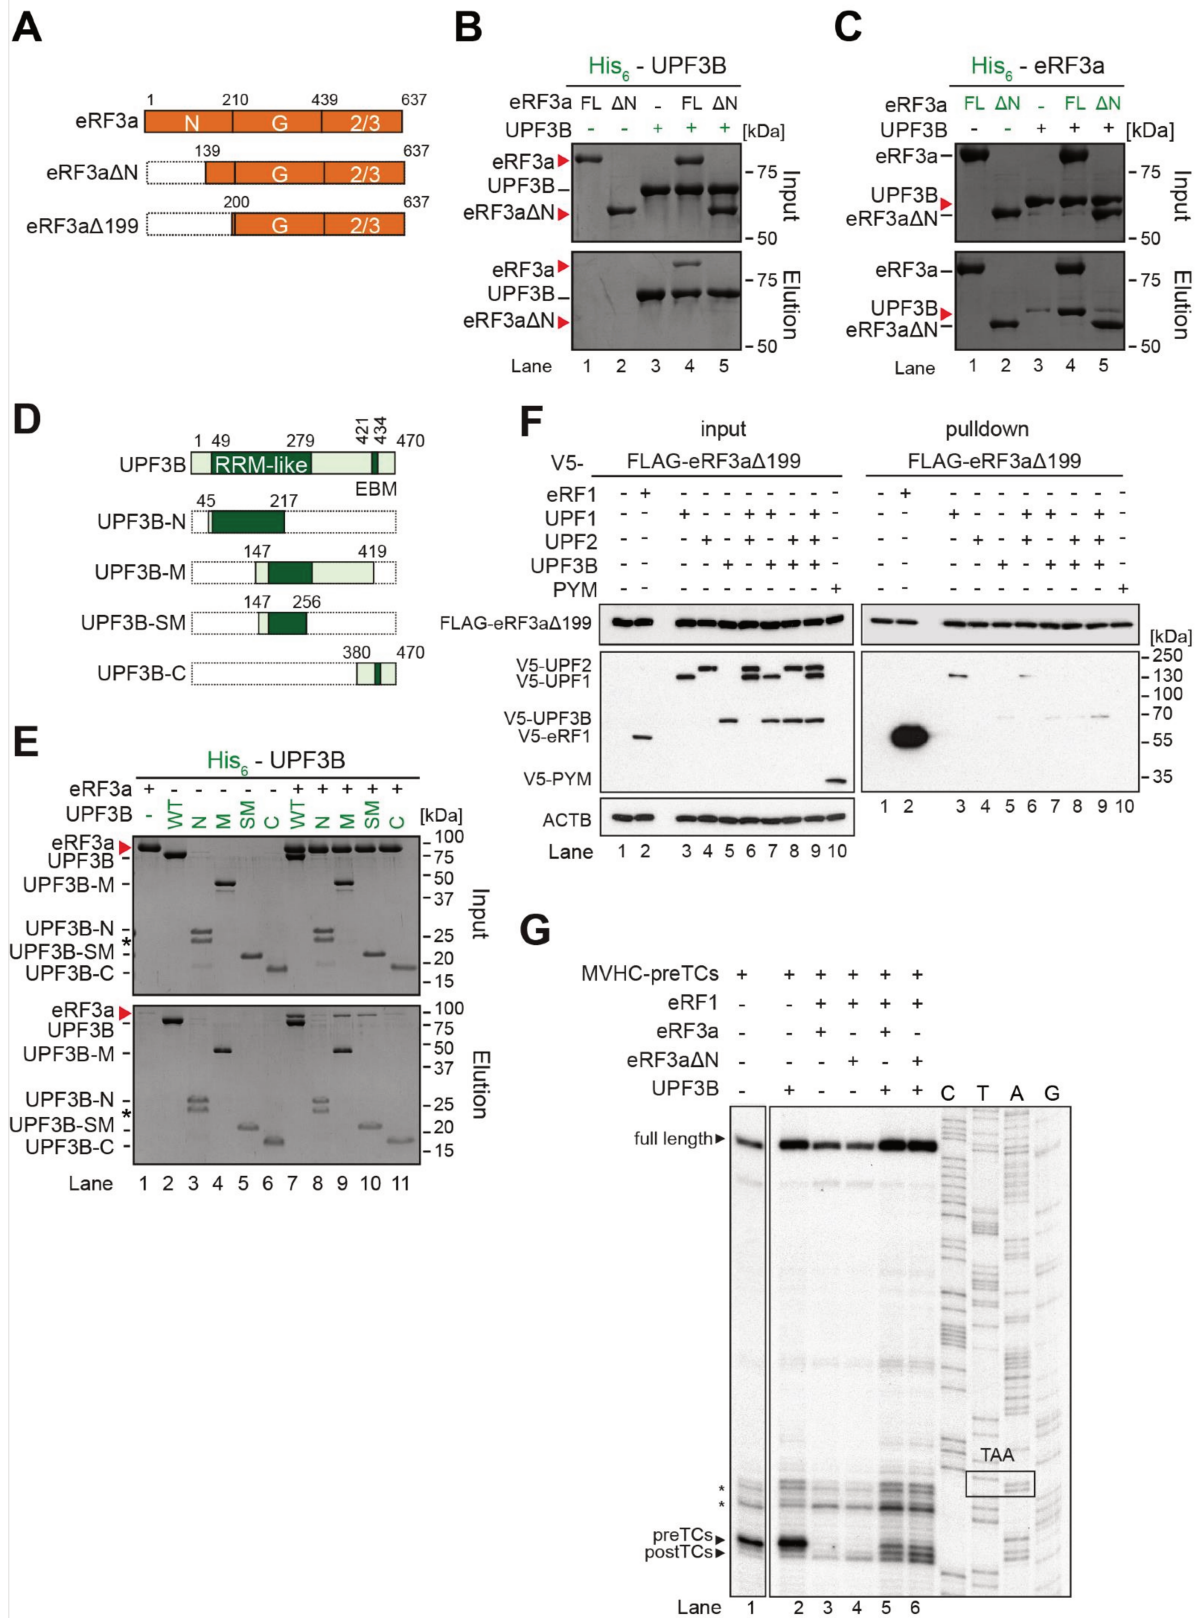 A
1 210 439 637
eRF3a N G 2/3
139 637
eRF3aΔN G 2/3
200 637
eRF3aΔ199 G 2/3
B
His6 - UPF3B
eRF3a FL ΔN - FL ΔN
UPF3B - - + + + [kDa]
eRF3a
UPF3B
eRF3aΔN
- 75
- 50
Input
eRF3a
UPF3B
eRF3aΔN
- 75
- 50
Elution
Lane 1 2 3 4 5
C
His6 - eRF3a
eRF3a FL ΔN - FL ΔN
UPF3B - - + + + [kDa]
eRF3a
UPF3B
eRF3aΔN
- 75
- 50
Input
eRF3a
UPF3B
eRF3aΔN
- 75
- 50
Elution
Lane 1 2 3 4 5
D
1 49 279 421 434 470
UPF3B RRM-like
EBM
45 217
UPF3B-N
147 419
UPF3B-M
147 256
UPF3B-SM
380 470
UPF3B-C
E
His6 - UPF3B
eRF3a + + + + + +
UPF3B - WT N M SM C WT N M SM C [kDa]
eRF3a
UPF3B
UPF3B-M
UPF3B-N
*
UPF3B-SM
UPF3B-C
- 100
- 75
- 50
- 37
- 25
- 20
- 15
Input
eRF3a
UPF3B
UPF3B-M
UPF3B-N
*
UPF3B-SM
UPF3B-C
- 100
- 75
- 50
- 37
- 25
- 20
- 15
Elution
Lane 1 2 3 4 5 6 7 8 9 10 11
F
input pulldown
V5- FLAG-eRF3aΔ199 FLAG-eRF3aΔ199
eRF1 - + - - - - - - - - - + - - - - - - - -
UPF1 - - + - - + + - + - - - + - - + + - + -
UPF2 - - - + - + - + + - - - - + - + - + + -
UPF3B - - - - + - + + + - - - - - + - + + + -
PYM - - - - - - - - - + - - - - - - - - - +
FLAG-eRF3aΔ199
[kDa]
V5-UPF2
V5-UPF1
V5-UPF3B
V5-eRF1
V5-PYM
- 250
- 130
- 100
- 70
- 55
- 35
ACTB
Lane 1 2 3 4 5 6 7 8 9 10
1 2 3 4 5 6 7 8 9 10
G
MVHC-preTCs + + + + + +
eRF1 - - + + + +
eRF3a - - + - + -
eRF3aΔN - - - + - +
UPF3B - + - - + + C T A G
full length
TAA
*
*
preTCs
postTCs
Lane 1 2 3 4 5 6